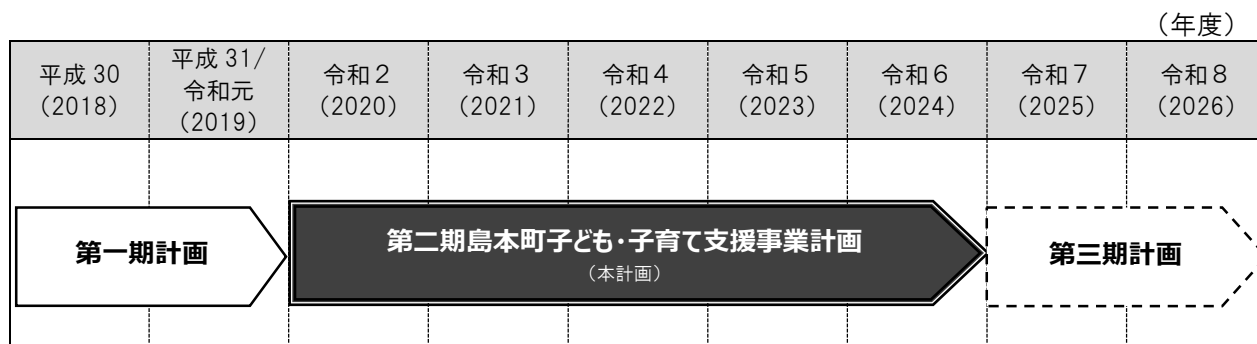 （年度）
平成 30
（2018）
平成 31/
令和元
（2019）
令和２
（2020）
令和３
（2021）
令和４
（2022）
令和５
（2023）
令和６
（2024）
令和７
（2025）
令和８
（2026）
第一期計画
第二期島本町子ども・子育て支援事業計画
（本計画）
第三期計画